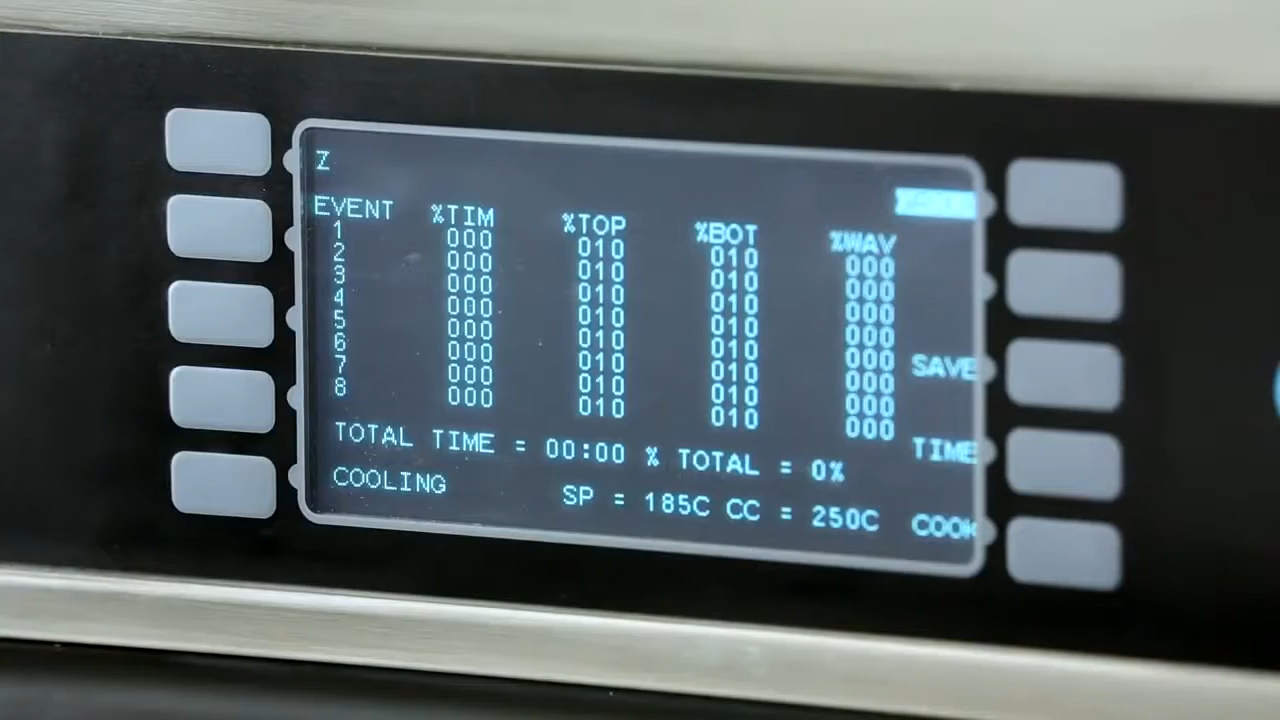 Z
EVENT %TIM %TOP %BOT %WAV
1 000 010 010 000
2 000 010 010 000
3 000 010 010 000
4 000 010 010 000
5 000 010 010 000
6 000 010 010 000
7 000 010 010 000
8 000 010 010 000
SAVE
TOTAL TIME = 00:00 % TOTAL = 0%
TIME
COOLING SP = 185C CC = 250C
COOK